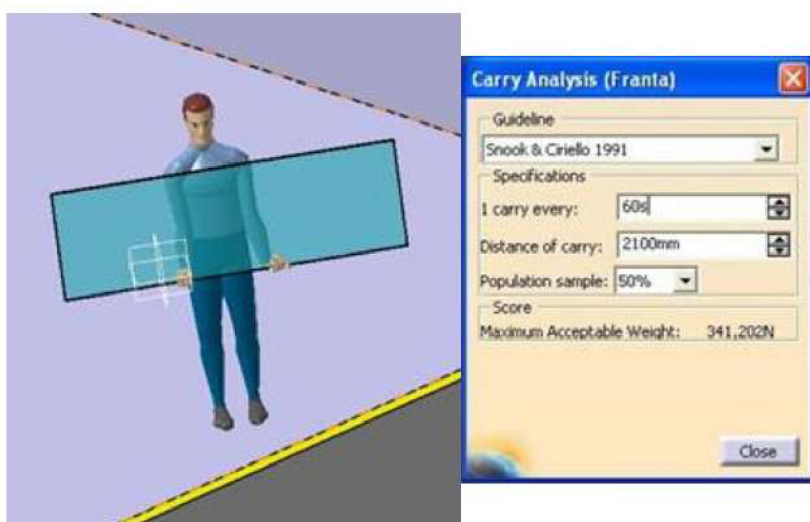 Carry Analysis (Franta)
Guideline
Snook & Ciriello 1991
Specifications
1 carry every: 60s
Distance of carry: 2100mm
Population sample: 50%
Score
Maximum Acceptable Weight: 341,202N
Close